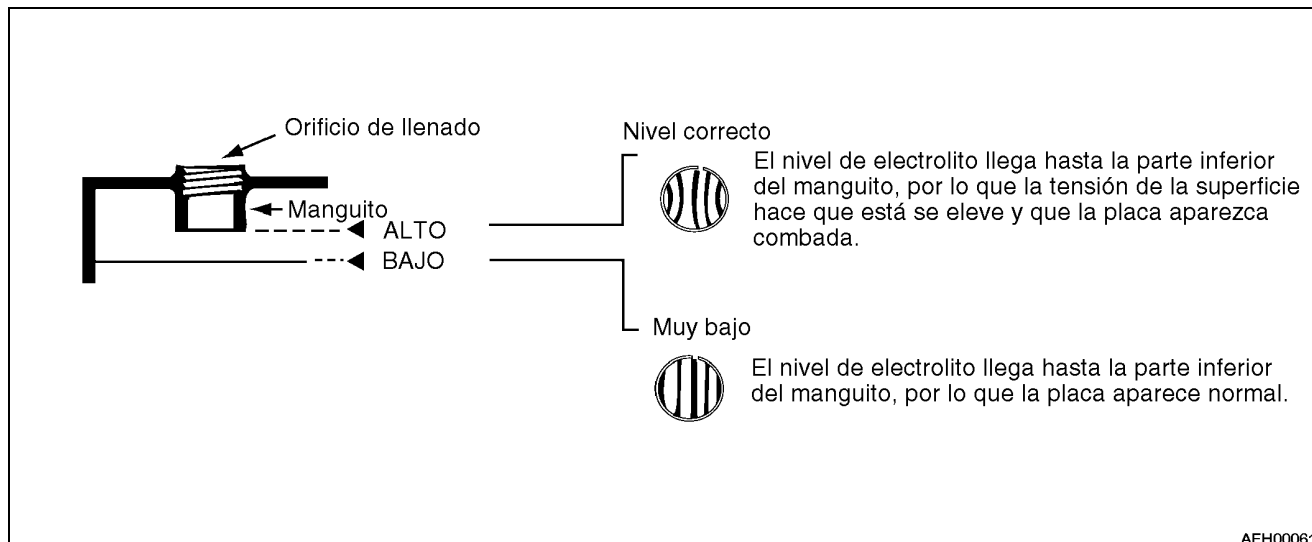 Orificio de llenado
Manguito
ALTO
BAJO
Nivel correcto
El nivel de electrolito llega hasta la parte inferior
del manguito, por lo que la tensión de la superficie
hace que está se eleve y que la placa aparezca
combada.
Muy bajo
El nivel de electrolito llega hasta la parte inferior
del manguito, por lo que la placa aparece normal.